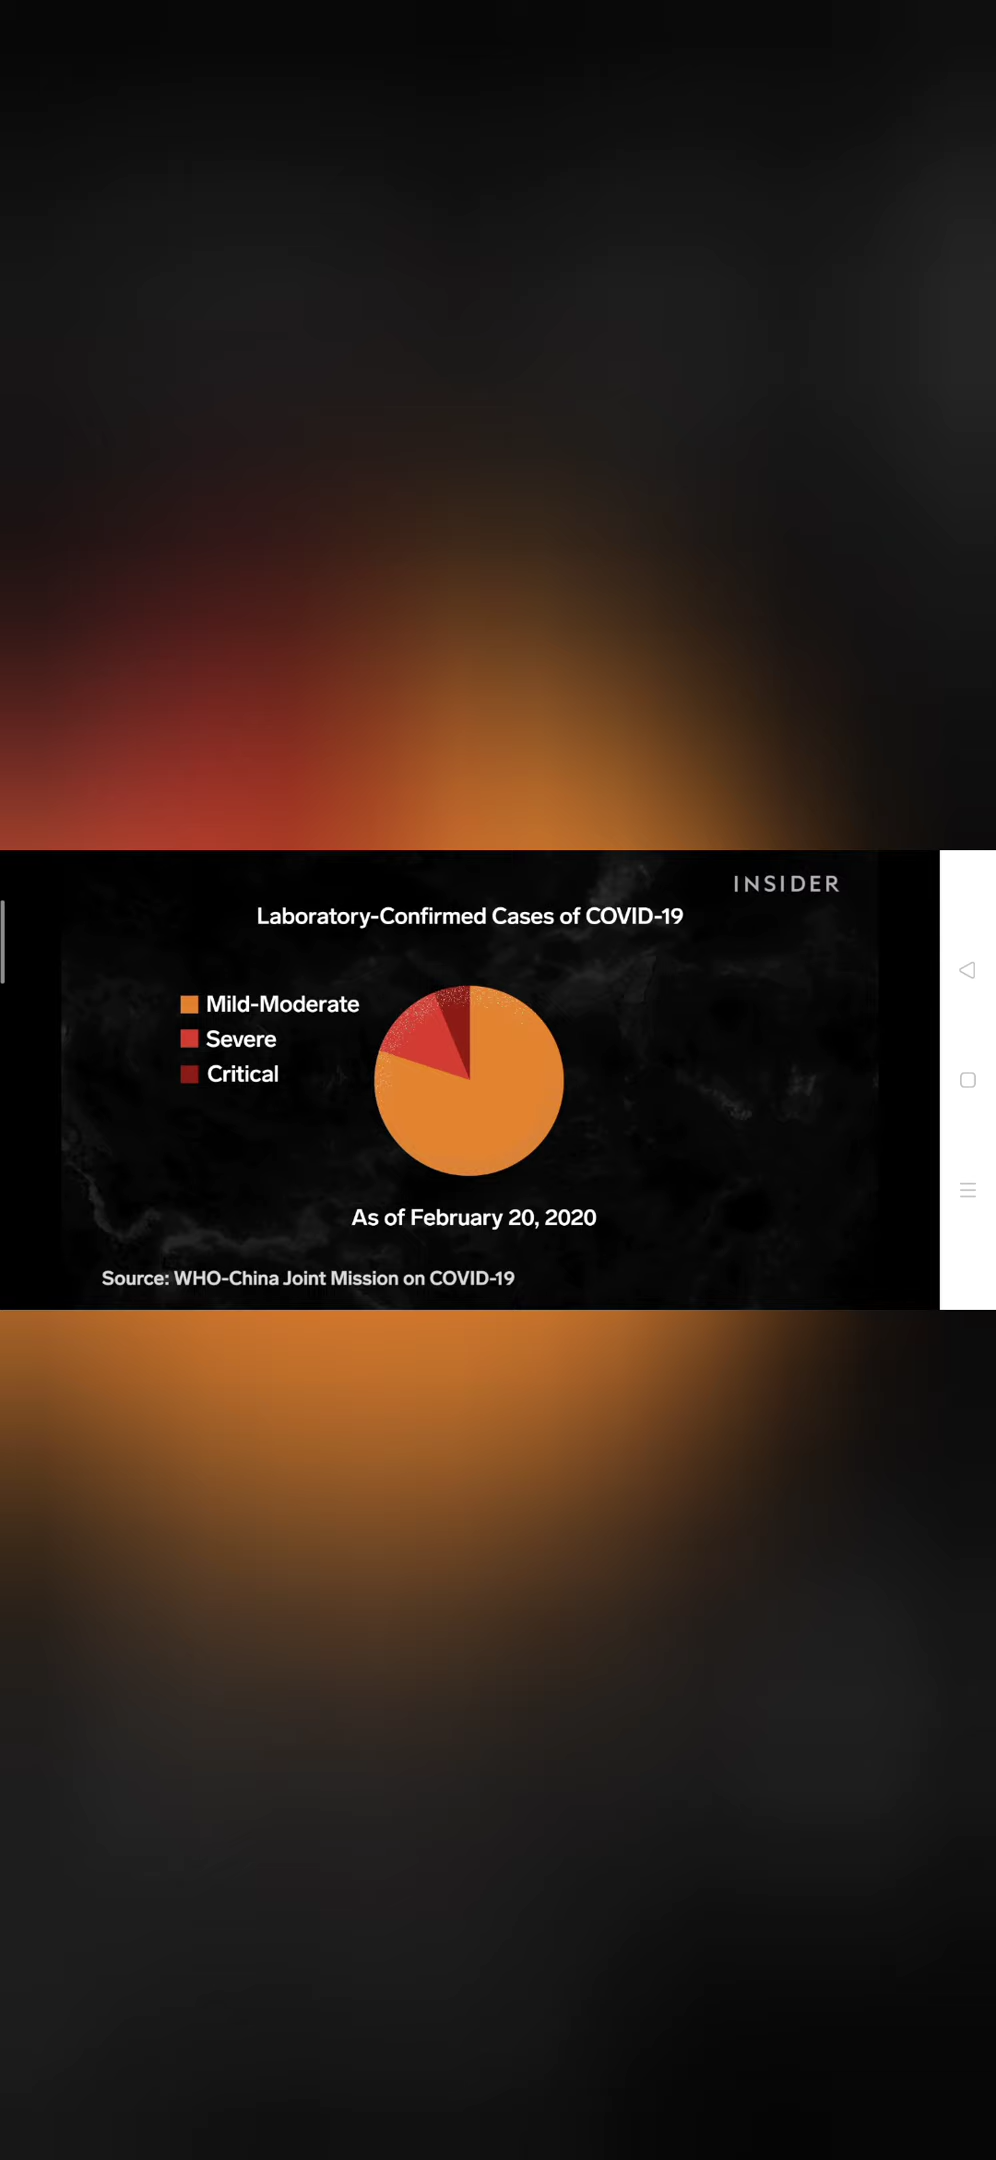 INSIDER
Laboratory-Confirmed Cases of COVID-19
Mild-Moderate
Severe
Critical
As of February 20, 2020
Source: WHO-China Joint Mission on COVID-19